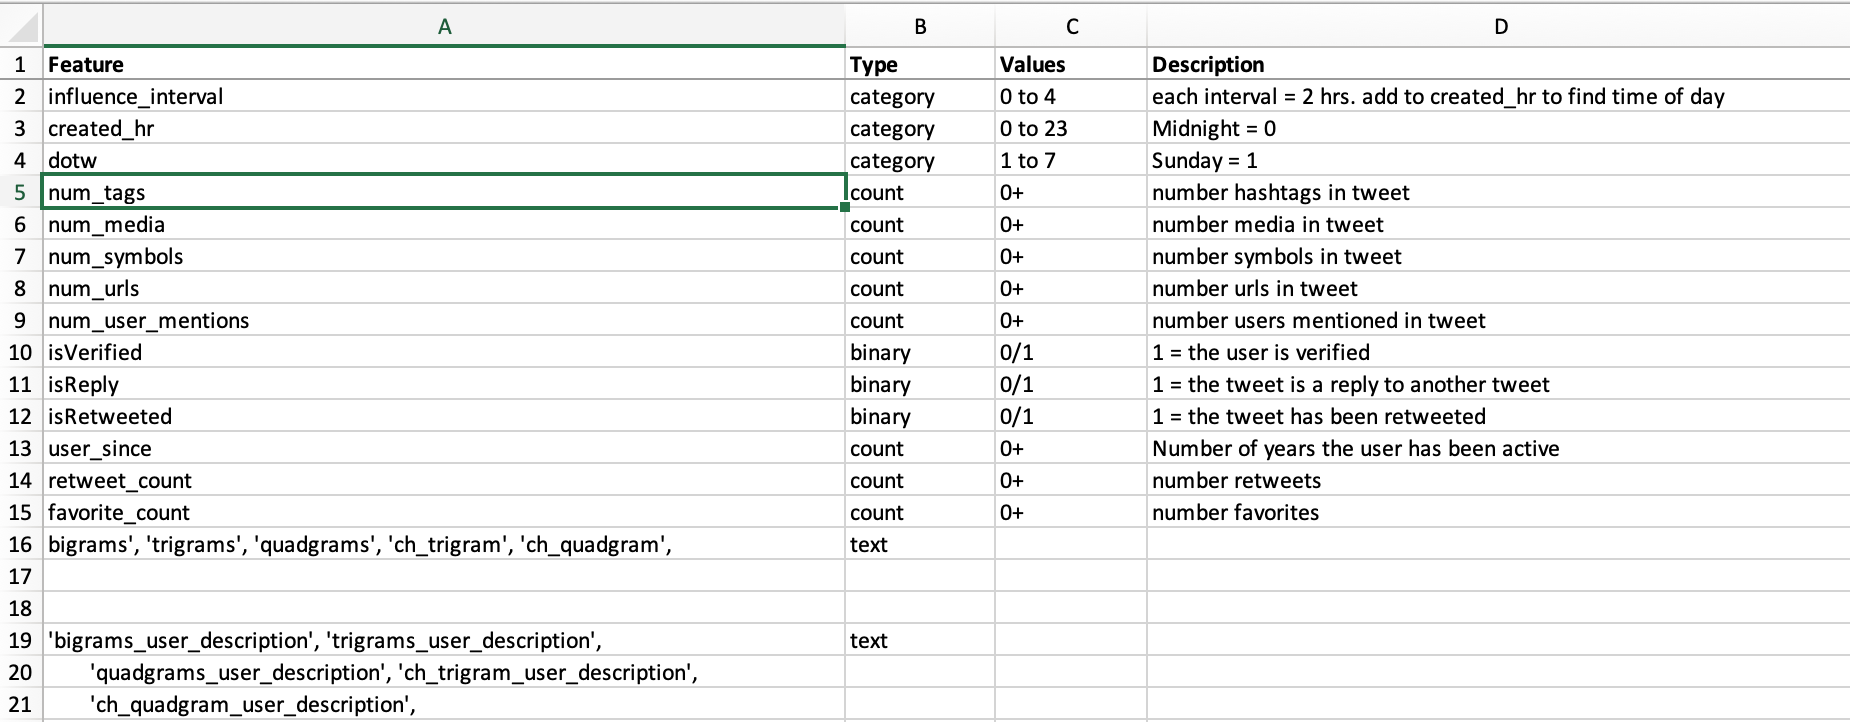 A B C D
1 Feature Type Values Description
2 influence_interval category 0 to 4 each interval = 2 hrs. add to created_hr to find time of day
3 created_hr category 0 to 23 Midnight = 0
4 dotw category 1 to 7 Sunday = 1
5 num_tags count 0+ number hashtags in tweet
6 num_media count 0+ number media in tweet
7 num_symbols count 0+ number symbols in tweet
8 num_urls count 0+ number urls in tweet
9 num_user_mentions count 0+ number users mentioned in tweet
10 isVerified binary 0/1 1 = the user is verified
11 isReply binary 0/1 1 = the tweet is a reply to another tweet
12 isRetweeted binary 0/1 1 = the tweet has been retweeted
13 user_since count 0+ Number of years the user has been active
14 retweet_count count 0+ number retweets
15 favorite_count count 0+ number favorites
16 bigrams', 'trigrams', 'quadgrams', 'ch_trigram', 'ch_quadgram', text
17
18
19 'bigrams_user_description', 'trigrams_user_description', text
20 'quadgrams_user_description', 'ch_trigram_user_description',
21 'ch_quadgram_user_description',